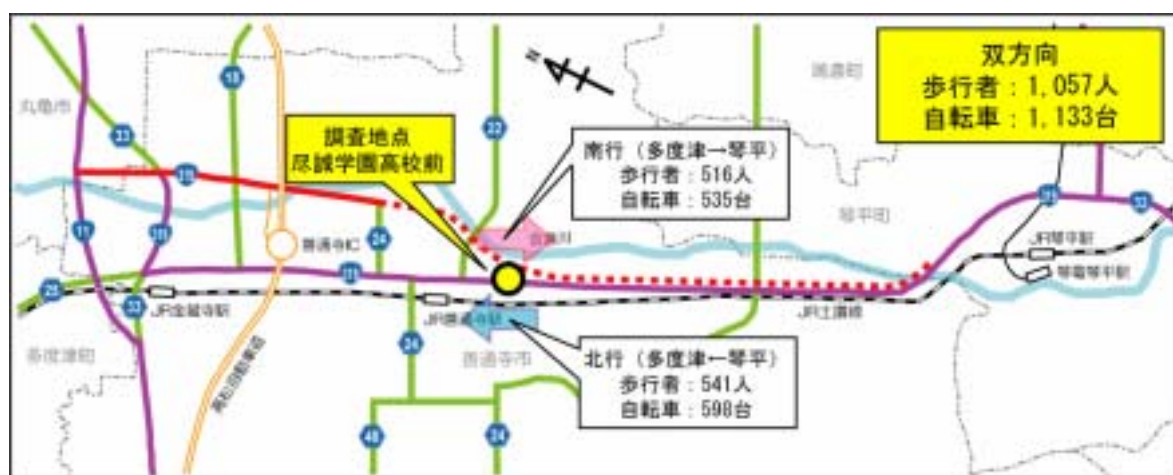 双方向
歩行者：1,057人
自転車：1,133台
満濃町
丸亀市
18
33
22
N
調査地点
尽誠学園高校前
南行（多度津→琴平）
歩行者：516人
自転車：535台
琴平町
11
24
善通寺IC
JR琴平駅
琴電琴平駅
25
JR金蔵寺駅
JR善通寺駅
JR土讃線
多度津町
高松自動車道
24
善通寺市
北行（多度津←琴平）
歩行者：541人
自転車：598台
48
24